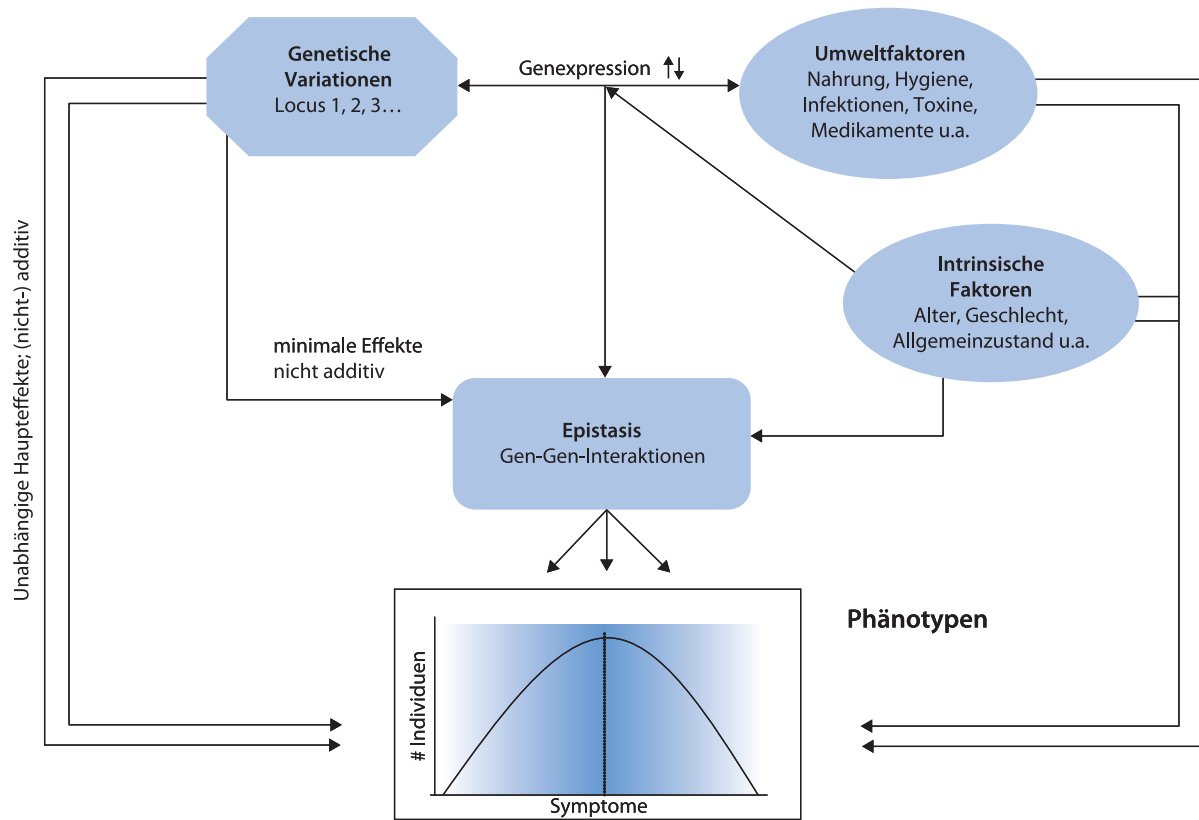 Genetische
Variationen
Locus 1, 2, 3…
Genexpression
Umweltfaktoren
Nahrung, Hygiene,
Infektionen, Toxine,
Medikamente u.a.
Intrinsische
Faktoren
Alter, Geschlecht,
Allgemeinzustand u.a.
Unabhängige Haupteffekte; (nicht-) additiv
minimale Effekte
nicht additiv
Epistasis
Gen-Gen-Interaktionen
Phänotypen
# Individuen
Symptome